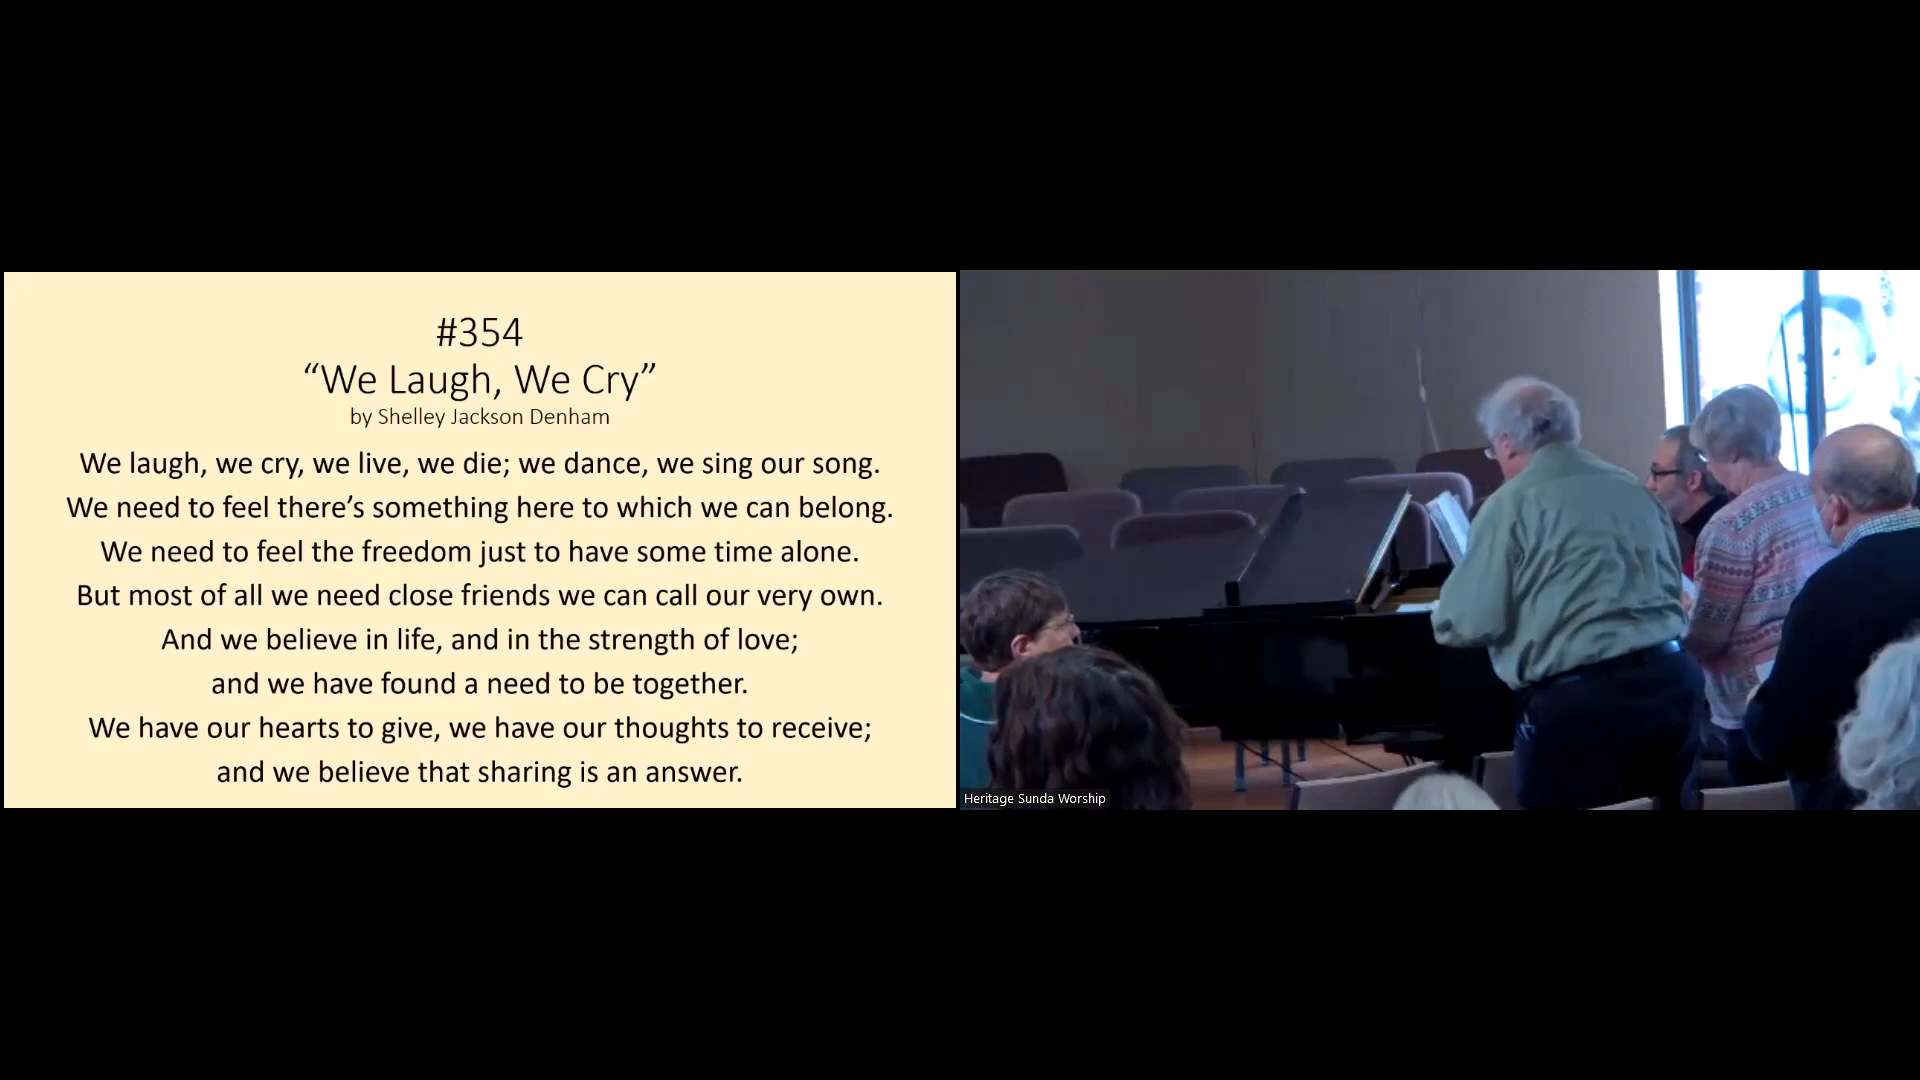 #354
“We Laugh, We Cry”
by Shelley Jackson Denham
We laugh, we cry, we live, we die; we dance, we sing our song.
We need to feel there’s something here to which we can belong.
We need to feel the freedom just to have some time alone.
But most of all we need close friends we can call our very own.
And we believe in life, and in the strength of love;
and we have found a need to be together.
We have our hearts to give, we have our thoughts to receive;
and we believe that sharing is an answer.
Heritage Sunda Worship